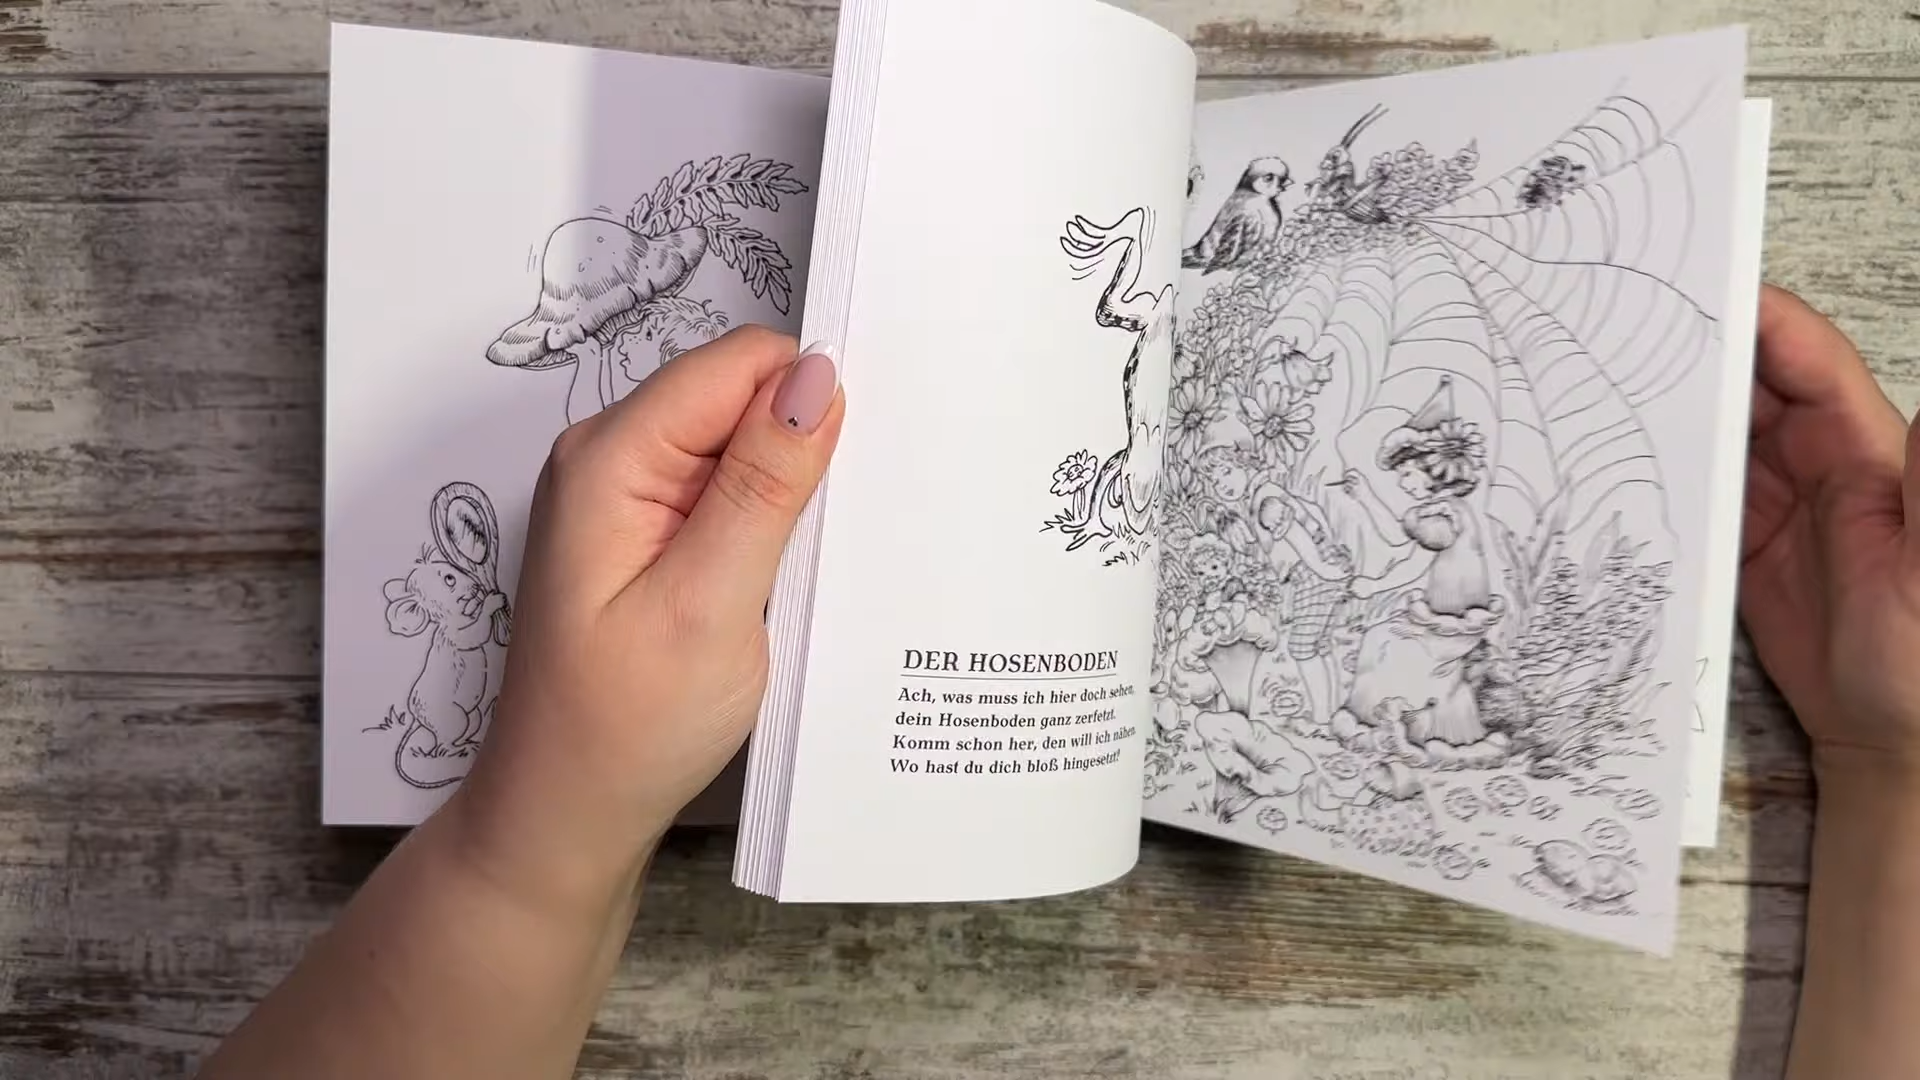 DER HOSENBODEN
Ach, was muss ich hier doch sehen,
dein Hosenboden ganz zerfetzt.
Komm schon her, den will ich nähen.
Wo hast du dich bloß hingesetzt?